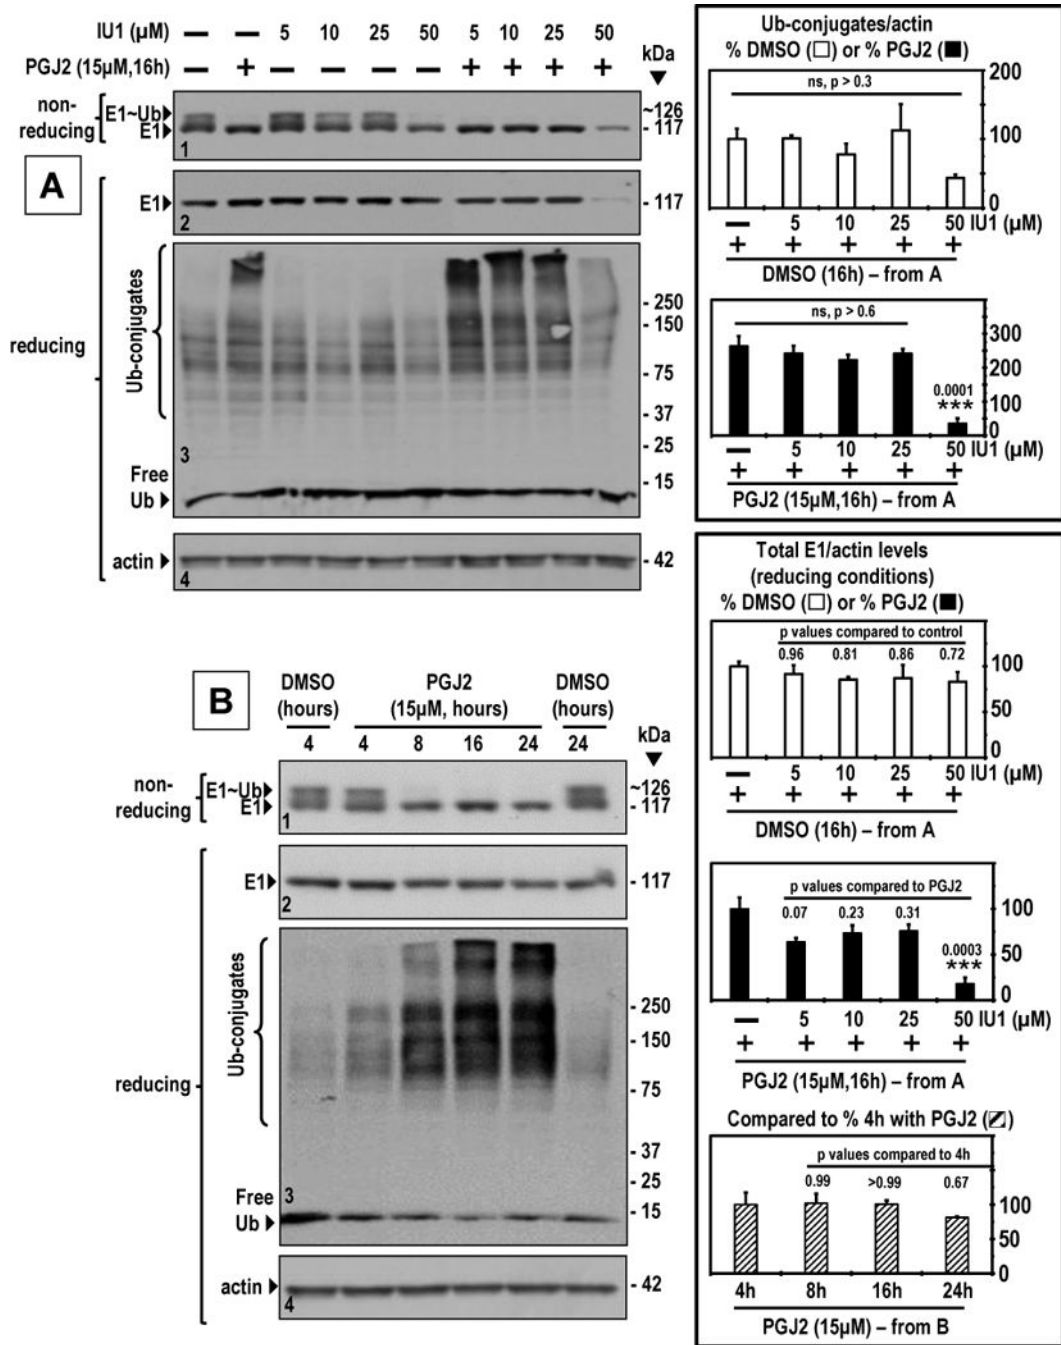 IU1 (µM) — — 5 10 25 50 5 10 25 50
PGJ2 (15µM,16h) — + — — — — + + + +
kDa
non-reducing
E1~Ub
E1
1
~126
- 117
A
reducing
E1
2
- 117
Ub-conjugates
- 250
- 150
- 75
- 37
- 25
- 15
3
Free
Ub
actin
4
- 42
Ub-conjugates/actin
% DMSO (□) or % PGJ2 (■)
ns, p > 0.3
200
100
0
— 5 10 25 50 IU1 (µM)
+ + + + +
DMSO (16h) – from A
ns, p > 0.6
300
200
100
0
0.0001
***
— 5 10 25 50 IU1 (µM)
+ + + + +
PGJ2 (15µM,16h) – from A
B
DMSO
(hours)
4
PGJ2
(15µM, hours)
4 8 16 24
DMSO
(hours)
24
kDa
non-reducing
E1~Ub
E1
1
~126
- 117
reducing
E1
2
- 117
Ub-conjugates
- 250
- 150
- 75
- 37
- 25
- 15
3
Free
Ub
actin
4
- 42
Total E1/actin levels
(reducing conditions)
% DMSO (□) or % PGJ2 (■)
p values compared to control
0.96 0.81 0.86 0.72
100
50
0
— 5 10 25 50 IU1 (µM)
+ + + + +
DMSO (16h) – from A
p values compared to PGJ2
0.07 0.23 0.31
0.0003
***
100
50
0
— 5 10 25 50 IU1 (µM)
+ + + + +
PGJ2 (15µM,16h) – from A
Compared to % 4h with PGJ2 (▨)
p values compared to 4h
0.99 >0.99 0.67
100
50
0
4h 8h 16h 24h
PGJ2 (15µM) – from B